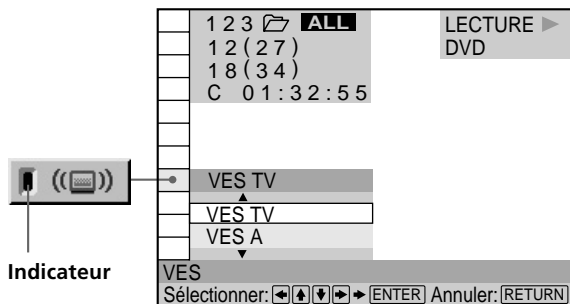 1 2 3 ALL
LECTURE
1 2 ( 2 7 )
DVD
1 8 ( 3 4 )
C 0 1 : 3 2 : 5 5
VES TV
VES TV
VES A
Indicateur
VES
Sélectionner: ENTER Annuler: RETURN